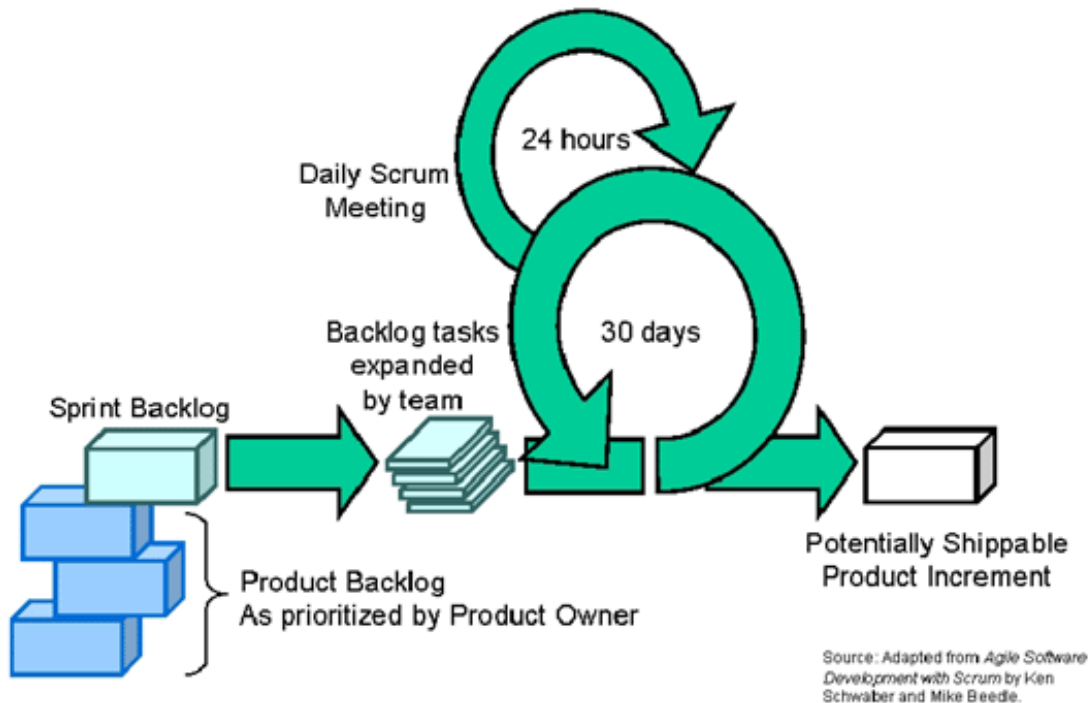 24 hours
Daily Scrum
Meeting
30 days
Backlog tasks
expanded
by team
Sprint Backlog
Product Backlog
As prioritized by Product Owner
Potentially Shippable
Product Increment
Source: Adapted from Agile Software
Development with Scrum by Ken
Schwaber and Mike Beedle.